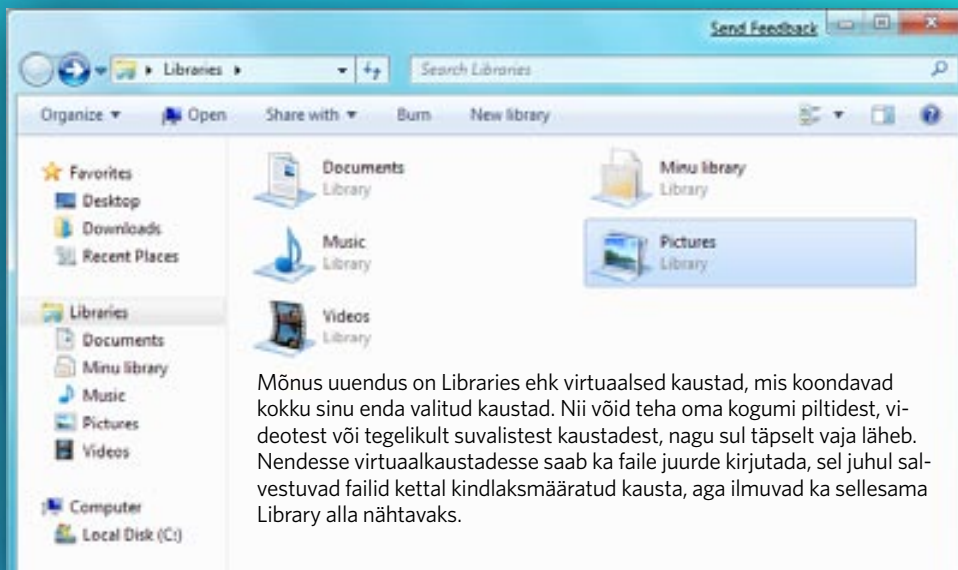 Send Feedback
Libraries
Search Libraries
Organize Open Share with Burn New library
Favorites
Desktop
Downloads
Recent Places
Libraries
Documents
Minu library
Music
Pictures
Videos
Computer
Local Disk (C:)
Documents
Library
Minu library
Library
Music
Library
Pictures
Library
Videos
Library
Mõnus uuendus on Libraries ehk virtuaalsed kaustad, mis koondavad
kokku sinu enda valitud kaustad. Nii võid teha oma kogumi piltidest, vi-
deotest või tegelikult suvalistest kaustadest, nagu sul täpselt vaja läheb.
Nendesse virtuaalkaustadesse saab ka faile juurde kirjutada, sel juhul sal-
vestuvad failid kettal kindlaksmääratud kausta, aga ilmuvad ka sellesama
Library alla nähtavaks.